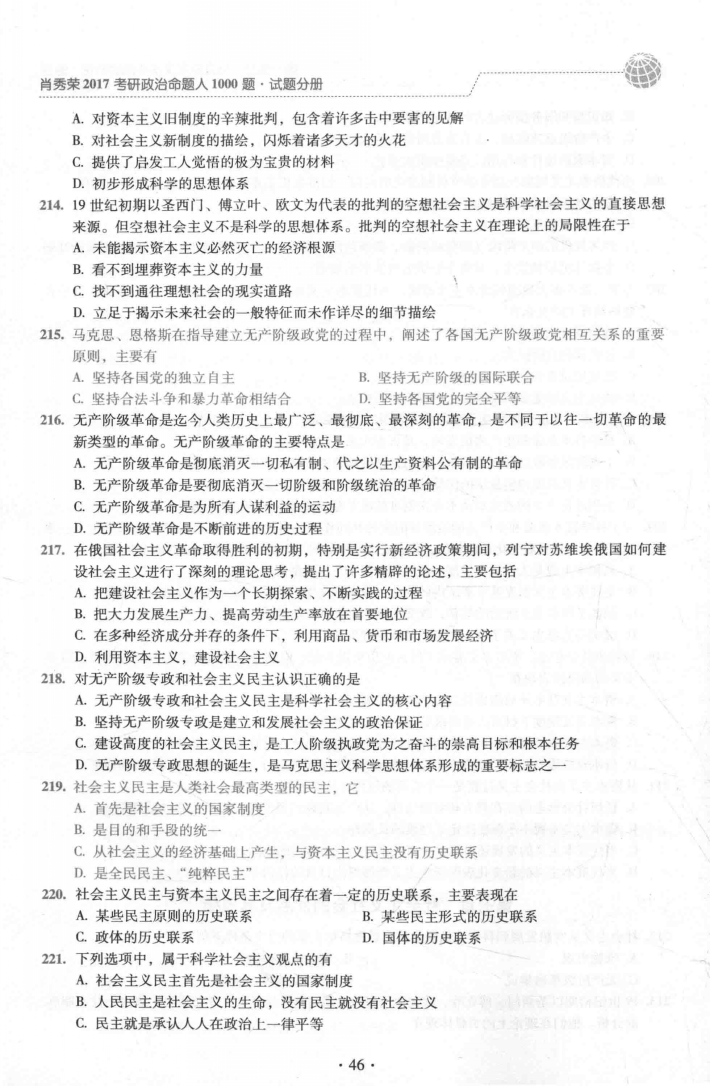 肖秀荣2017考研政治命题人1000题·试题分册
A. 对资本主义旧制度的辛辣批判，包含着许多击中要害的见解
B. 对社会主义新制度的描绘，闪烁着诸多天才的火花
C. 提供了启发工人觉悟的极为宝贵的材料
D. 初步形成科学的思想体系
214. 19世纪初期以圣西门、傅立叶、欧文为代表的批判的空想社会主义是科学社会主义的直接思想
来源。但空想社会主义不是科学的思想体系。批判的空想社会主义在理论上的局限性在于
A. 未能揭示资本主义必然灭亡的经济根源
B. 看不到埋葬资本主义的力量
C. 找不到通往理想社会的现实道路
D. 立足于揭示未来社会的一般特征而未作详尽的细节描绘
215. 马克思、恩格斯在指导建立无产阶级政党的过程中，阐述了各国无产阶级政党相互关系的重要
原则，主要有
A. 坚持各国党的独立自主 B. 坚持无产阶级的国际联合
C. 坚持合法斗争和暴力革命相结合 D. 坚持各国党的完全平等
216. 无产阶级革命是迄今人类历史上最广泛、最彻底、最深刻的革命，是不同于以往一切革命的最
新类型的革命。无产阶级革命的主要特点是
A. 无产阶级革命是彻底消灭一切私有制、代之以生产资料公有制的革命
B. 无产阶级革命是要彻底消灭一切阶级和阶级统治的革命
C. 无产阶级革命是为所有人谋利益的运动
D. 无产阶级革命是不断前进的历史过程
217. 在俄国社会主义革命取得胜利的初期，特别是实行新经济政策期间，列宁对苏维埃俄国如何建
设社会主义进行了深刻的理论思考，提出了许多精辟的论述，主要包括
A. 把建设社会主义作为一个长期探索、不断实践的过程
B. 把大力发展生产力、提高劳动生产率放在首要地位
C. 在多种经济成分并存的条件下，利用商品、货币和市场发展经济
D. 利用资本主义，建设社会主义
218. 对无产阶级专政和社会主义民主认识正确的是
A. 无产阶级专政和社会主义民主是科学社会主义的核心内容
B. 坚持无产阶级专政是建立和发展社会主义的政治保证
C. 建设高度的社会主义民主，是工人阶级执政党为之奋斗的崇高目标和根本任务
D. 无产阶级专政思想的诞生，是马克思主义科学思想体系形成的重要标志之一
219. 社会主义民主是人类社会最高类型的民主，它
A. 首先是社会主义的国家制度
B. 是目的和手段的统一
C. 从社会主义的经济基础上产生，与资本主义民主没有历史联系
D. 是全民民主、“纯粹民主”
220. 社会主义民主与资本主义民主之间存在着一定的历史联系，主要表现在
A. 某些民主原则的历史联系 B. 某些民主形式的历史联系
C. 政体的历史联系 D. 国体的历史联系
221. 下列选项中，属于科学社会主义观点的有
A. 社会主义民主首先是社会主义的国家制度
B. 人民民主是社会主义的生命，没有民主就没有社会主义
C. 民主就是承认人人在政治上一律平等
· 46 ·